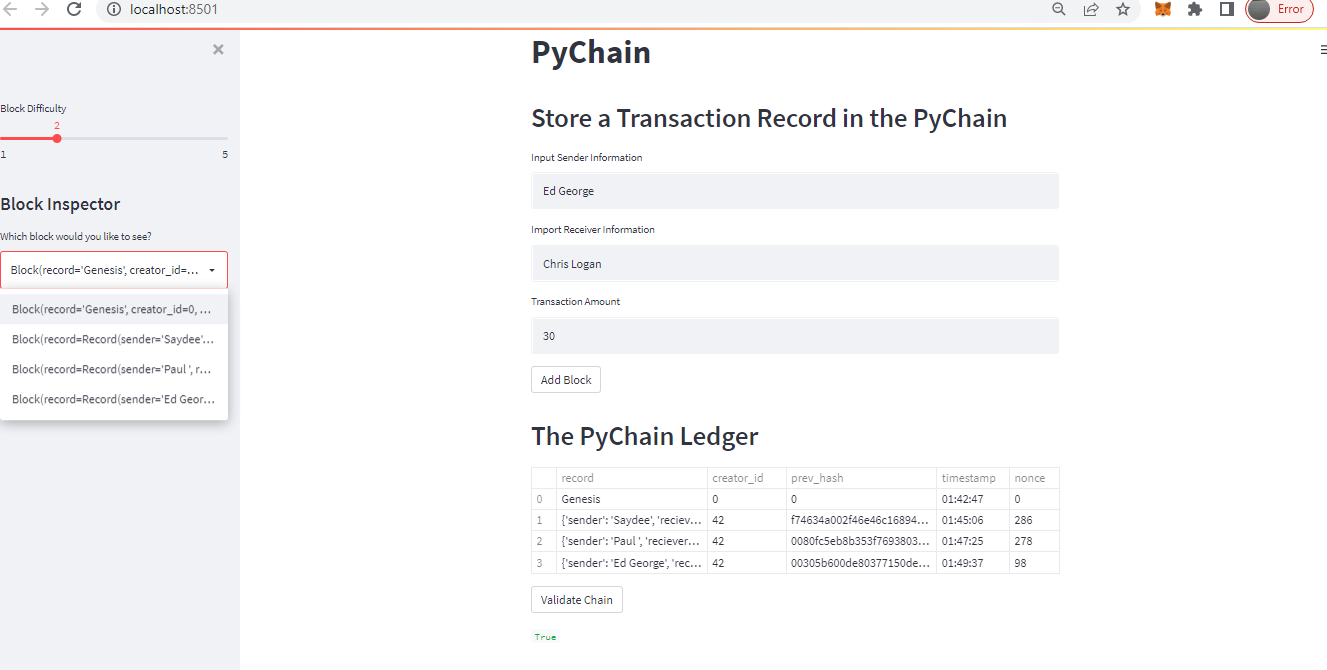 localhost:8501
Error
Block Difficulty
2
1 5
Block Inspector
Which block would you like to see?
Block(record='Genesis', creator_id=...
Block(record='Genesis', creator_id=0, ...
Block(record=Record(sender='Saydee'...
Block(record=Record(sender='Paul ', r...
Block(record=Record(sender='Ed Geor...
PyChain
Store a Transaction Record in the PyChain
Input Sender Information
Ed George
Import Receiver Information
Chris Logan
Transaction Amount
30
Add Block
The PyChain Ledger
record creator_id prev_hash timestamp nonce
0 Genesis 0 0 01:42:47 0
1 {'sender': 'Saydee', 'reciev... 42 f74634a002f46e46c16894... 01:45:06 286
2 {'sender': 'Paul ', 'reciever... 42 0080fc5eb8b353f7693803... 01:47:25 278
3 {'sender': 'Ed George', 'rec... 42 00305b600de80377150de... 01:49:37 98
Validate Chain
True